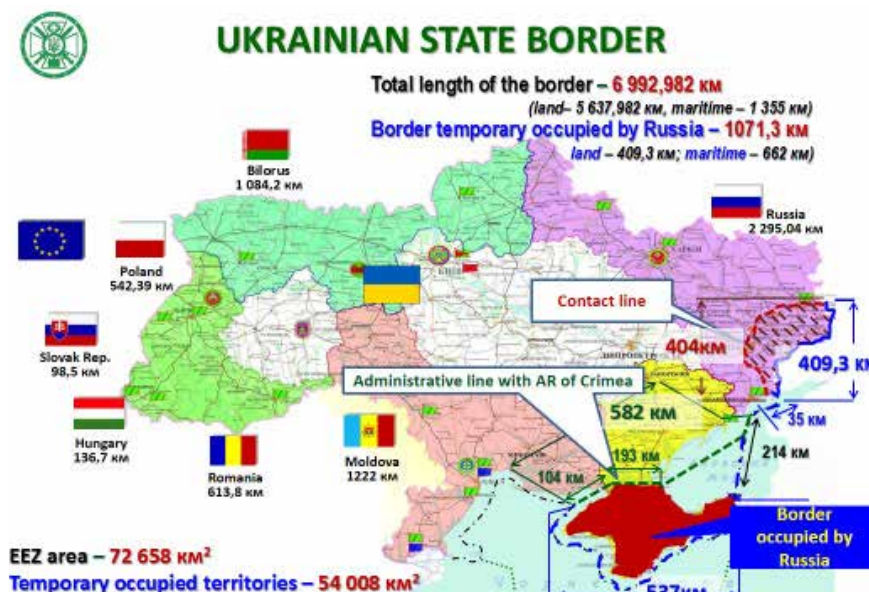 UKRAINIAN STATE BORDER
Total length of the border – 6 992,982 км
(land– 5 637,982 км, maritime – 1 355 км)
Border temporary occupied by Russia – 1071,3 км
land – 409,3 км; maritime – 662 км)
Bilorus
1 084,2 км
Russia
2 295,04 км
Poland
542,39 км
Contact line
Slovak Rep.
98,5 км
404км
409,3 км
Administrative line with AR of Crimea
582 км
35 км
Hungary
136,7 км
Romania
613,8 км
Moldova
1222 км
193 км
104 км
214 км
Border
occupied by
Russia
EEZ area – 72 658 км²
Temporary occupied territories – 54 008 км²
537км